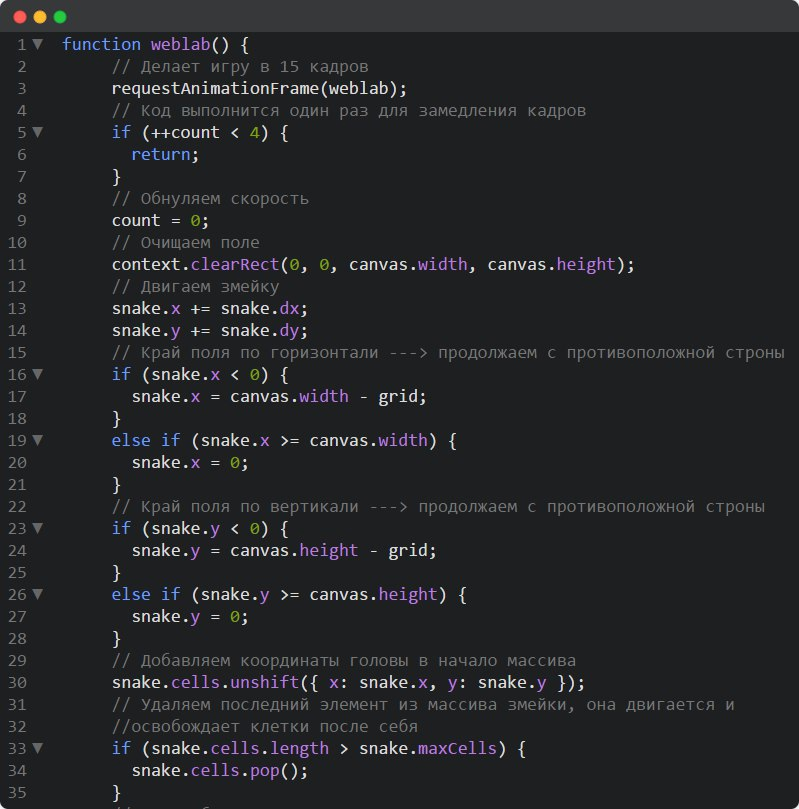 1 function weblab() {
2 // Делает игру в 15 кадров
3 requestAnimationFrame(weblab);
4 // Код выполнится один раз для замедления кадров
5 if (++count < 4) {
6 return;
7 }
8 // Обнуляем скорость
9 count = 0;
10 // Очищаем поле
11 context.clearRect(0, 0, canvas.width, canvas.height);
12 // Двигаем змейку
13 snake.x += snake.dx;
14 snake.y += snake.dy;
15 // Край поля по горизонтали ---> продолжаем с противоположной строны
16 if (snake.x < 0) {
17 snake.x = canvas.width - grid;
18 }
19 else if (snake.x >= canvas.width) {
20 snake.x = 0;
21 }
22 // Край поля по вертикали ---> продолжаем с противоположной строны
23 if (snake.y < 0) {
24 snake.y = canvas.height - grid;
25 }
26 else if (snake.y >= canvas.height) {
27 snake.y = 0;
28 }
29 // Добавляем координаты головы в начало массива
30 snake.cells.unshift({ x: snake.x, y: snake.y });
31 // Удаляем последний элемент из массива змейки, она двигается и
32 //освобождает клетки после себя
33 if (snake.cells.length > snake.maxCells) {
34 snake.cells.pop();
35 }